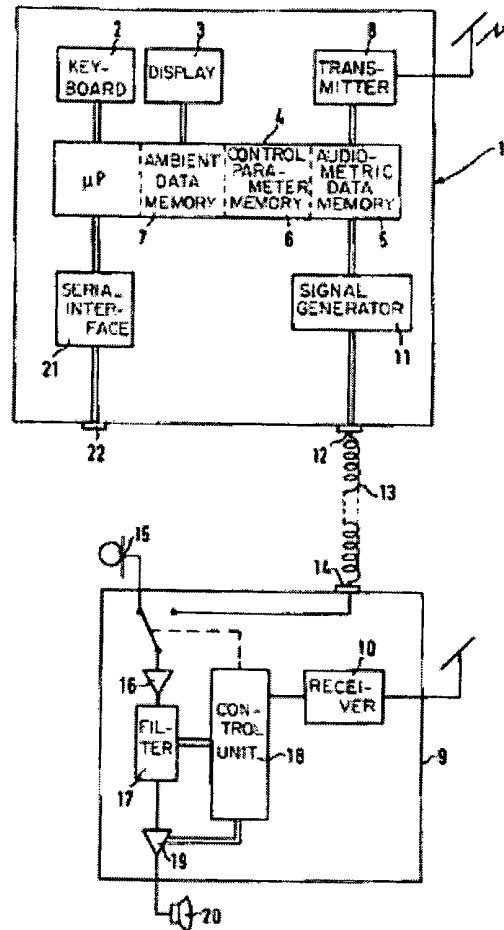 2
3
8
KEY-
BOARD
DISPLAY
TRANS-
MITTER
4
1
µP
AMBIENT
DATA
MEMORY
CONTROL
PARA-
METER
MEMORY
AUDIO-
METRIC
DATA
MEMORY
7
6
5
SERIAL
INTER-
FACE
21
SIGNAL
GENERATOR
11
22
12
13
15
14
16
10
RECEI-
VER
FIL-
TER
17
CON-
TROL
UNIT
18
9
19
20